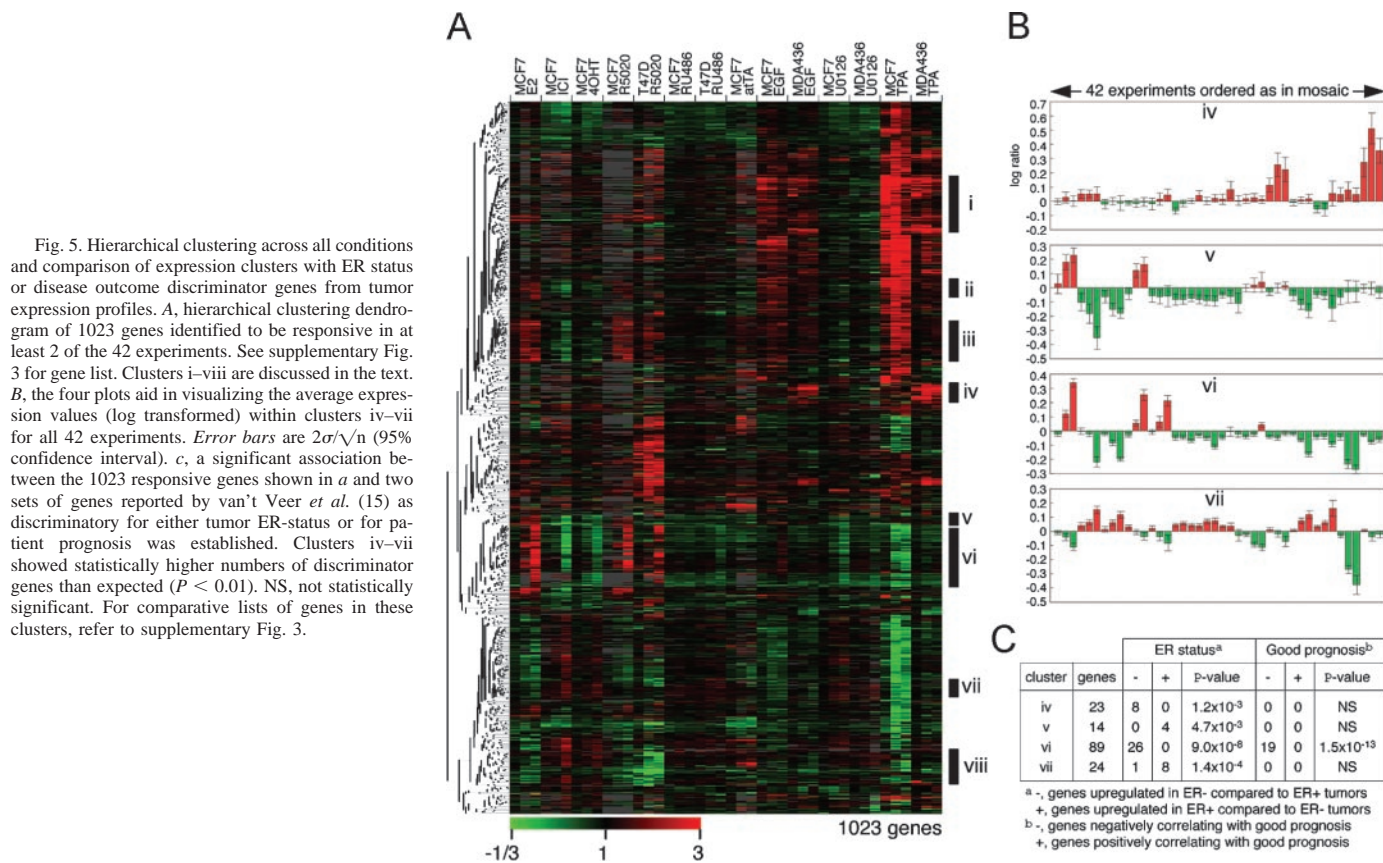 Fig. 5. Hierarchical clustering across all conditions
and comparison of expression clusters with ER status
or disease outcome discriminator genes from tumor
expression profiles. A, hierarchical clustering dendro-
gram of 1023 genes identified to be responsive in at
least 2 of the 42 experiments. See supplementary Fig.
3 for gene list. Clusters i–viii are discussed in the text.
B, the four plots aid in visualizing the average expres-
sion values (log transformed) within clusters iv–vii
for all 42 experiments. Error bars are 2σ/√n (95%
confidence interval). c, a significant association be-
tween the 1023 responsive genes shown in a and two
sets of genes reported by van't Veer et al. (15) as
discriminatory for either tumor ER-status or for pa-
tient prognosis was established. Clusters iv–vii
showed statistically higher numbers of discriminator
genes than expected (P < 0.01). NS, not statistically
significant. For comparative lists of genes in these
clusters, refer to supplementary Fig. 3.
A
MCF7 E2
MCF7 ICI
MCF7 4OHT
MCF7 R5020
T47D R5020
MCF7 RU486
T47D RU486
MCF7 atTA
MCF7 EGF
MDA436 EGF
MCF7 U0126
MDA436 U0126
MCF7 TPA
MDA436 TPA
i
ii
iii
iv
v
vi
vii
viii
1023 genes
-1/3 1 3
B
42 experiments ordered as in mosaic
iv
log ratio
0.7
0.6
0.5
0.4
0.3
0.2
0.1
0
-0.1
-0.2
v
0.3
0.2
0.1
0
-0.1
-0.2
-0.3
-0.4
-0.5
vi
0.4
0.3
0.2
0.1
0
-0.1
-0.2
-0.3
vii
0.3
0.2
0.1
0
-0.1
-0.2
-0.3
-0.4
-0.5
C
ER statusa Good prognosisb
cluster genes - + P-value - + P-value
iv 23 8 0 1.2x10-3 0 0 NS
v 14 0 4 4.7x10-3 0 0 NS
vi 89 26 0 9.0x10-8 19 0 1.5x10-13
vii 24 1 8 1.4x10-4 0 0 NS
a -, genes upregulated in ER- compared to ER+ tumors
+, genes upregulated in ER+ compared to ER- tumors
b -, genes negatively correlating with good prognosis
+, genes positively correlating with good prognosis